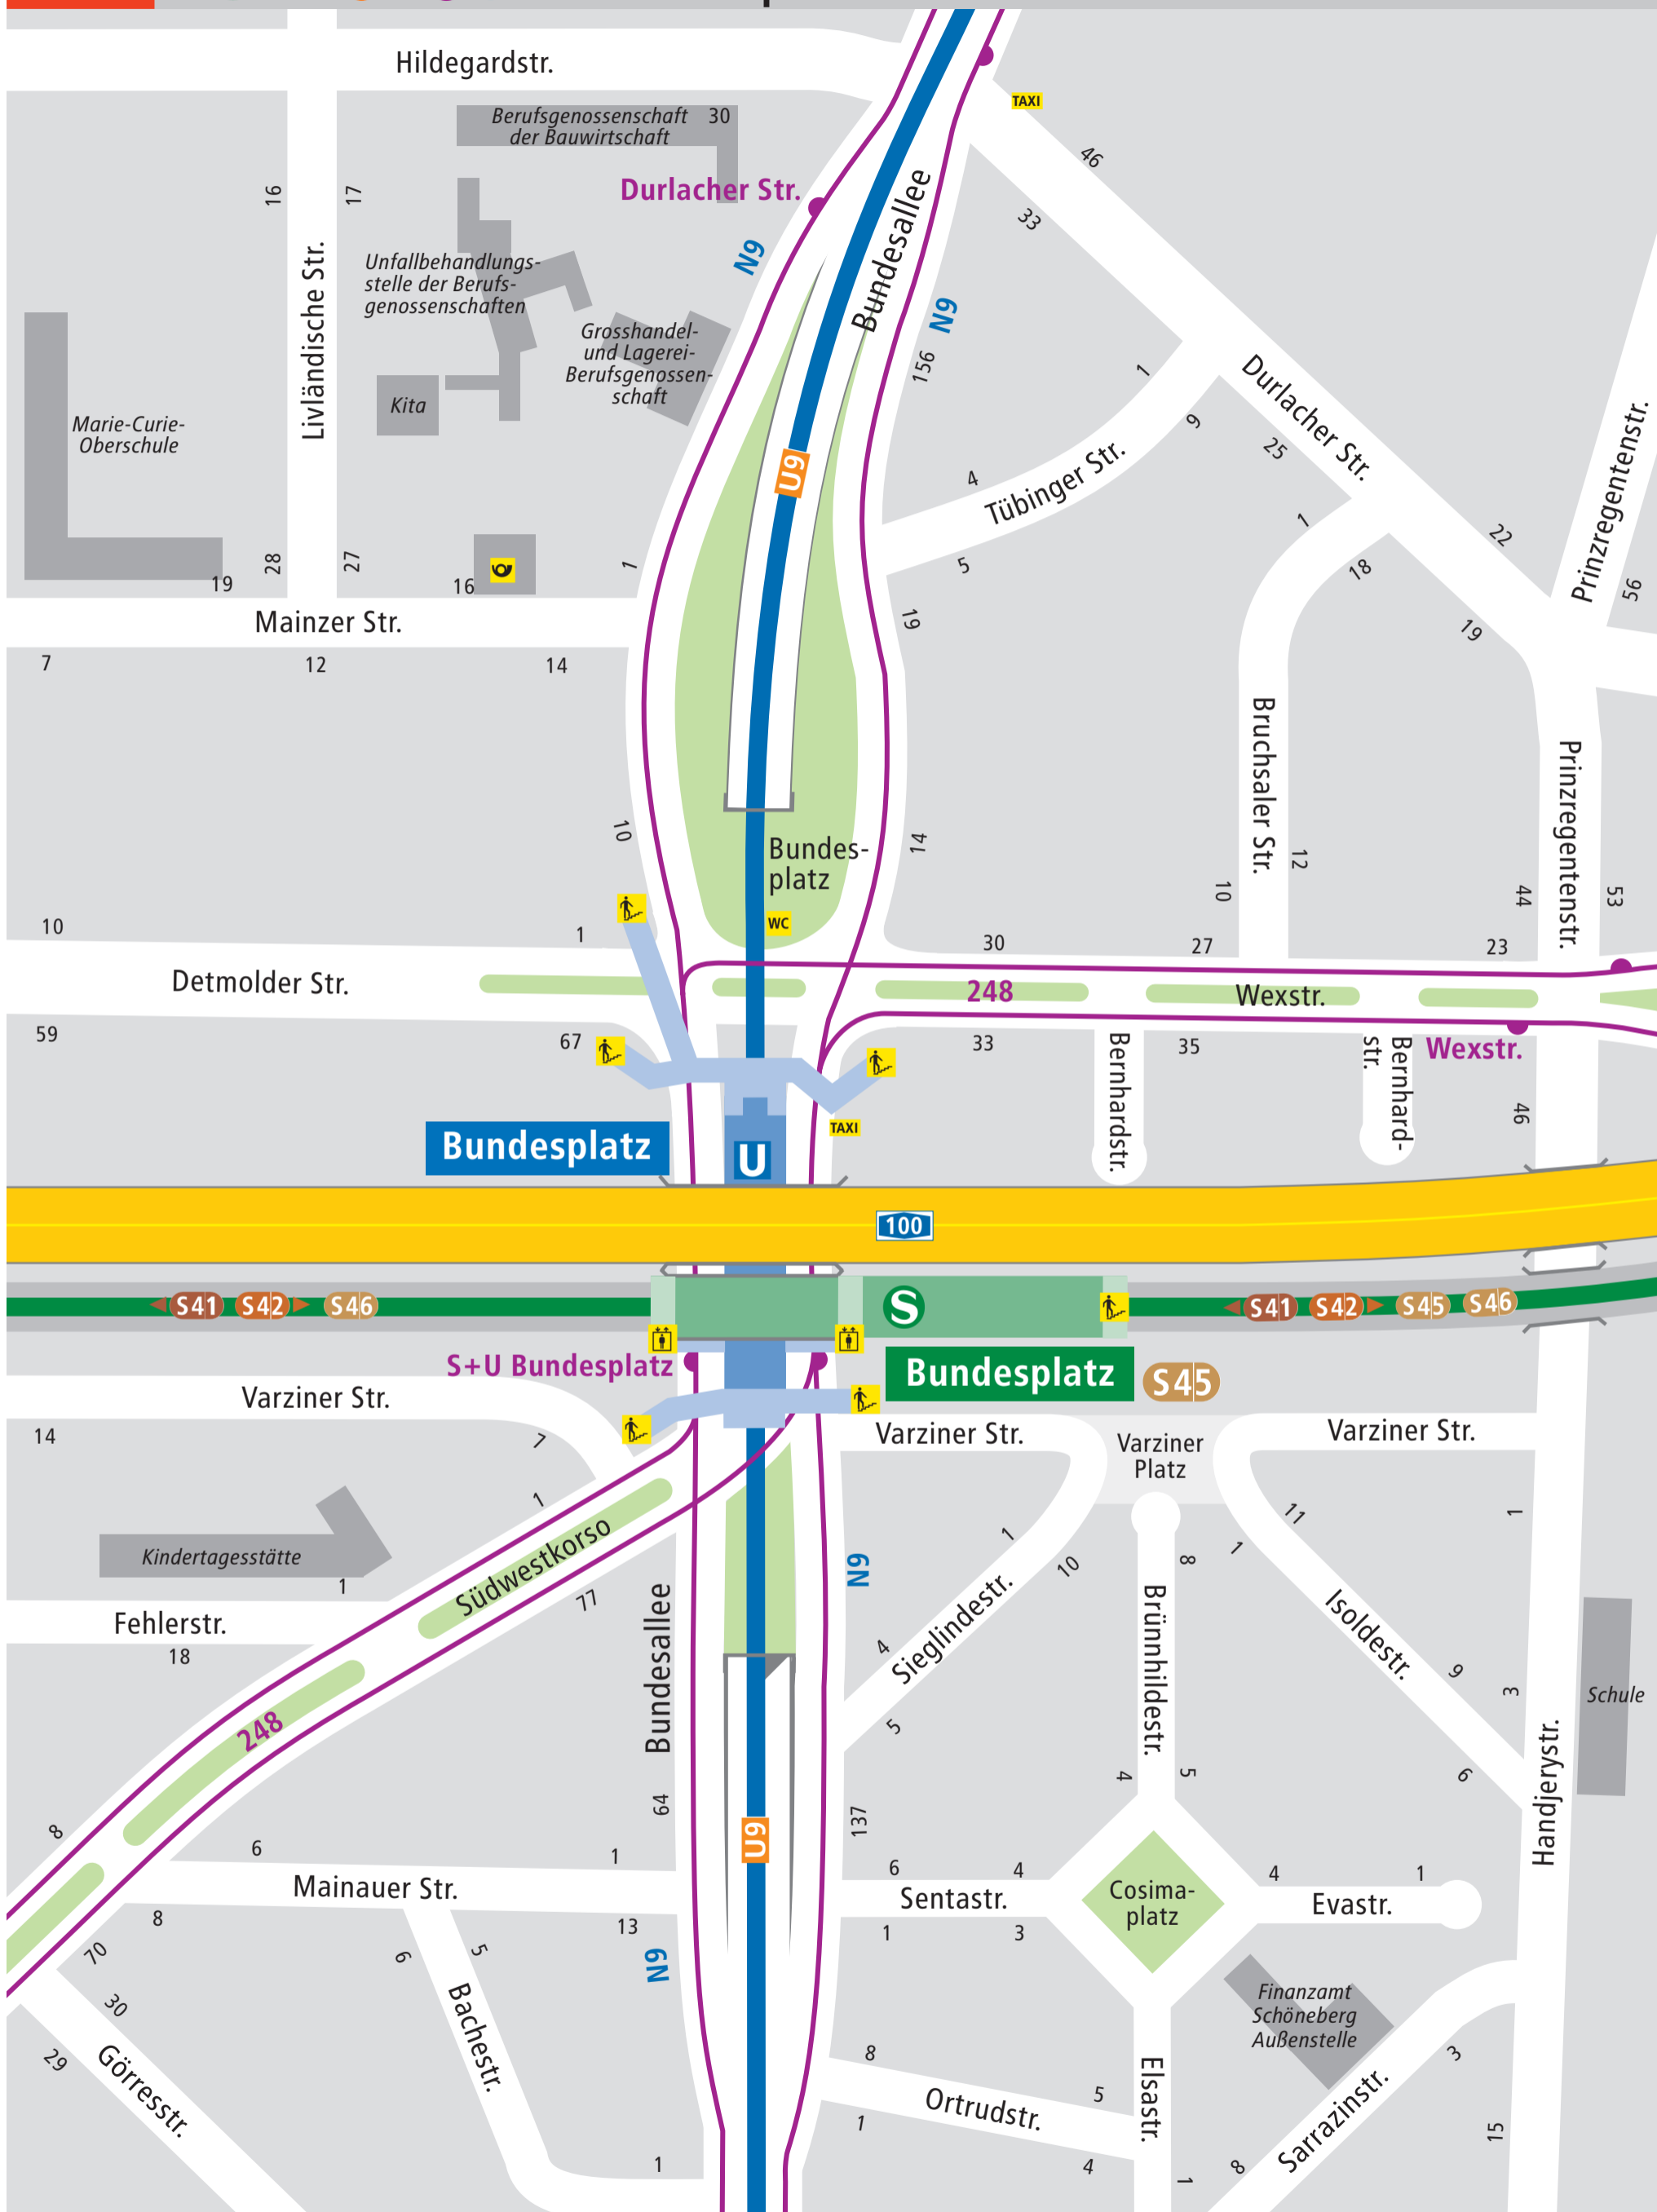 Hildegardstr.
TAXI
Berufsgenossenschaft 30
der Bauwirtschaft
46
Durlacher Str.
16
17
33
N9
Bundesallee
Livländische Str.
Unfallbehandlungs-
stelle der Berufs-
genossenschaften
N9
Grosshandel-
und Lagerei-
Berufsgenossen-
schaft
156
1
Durlacher Str.
Kita
Marie-Curie-
Oberschule
9
25
Prinzregentenstr.
U9
4
Tübinger Str.
1
22
28
27
1
5
18
19
16
56
Mainzer Str.
19
19
7
12
14
Bruchsaler Str.
Prinzregentenstr.
10
Bundes-
platz
14
12
10
44
53
WC
10
1
30
27
23
Detmolder Str.
248
Wexstr.
59
67
33
Bernhardstr.
35
Bernhard-
str.
Wexstr.
46
TAXI
Bundesplatz
U
100
S41
S42
S46
S
S41
S42
S45
S46
S+U Bundesplatz
Bundesplatz
S45
Varziner Str.
Varziner Str.
Varziner
Platz
Varziner Str.
14
7
1
1
11
1
1
10
8
Kindertagesstätte
1
Südwestkorso
77
N9
Fehlerstr.
18
Bundesallee
4
Sieglindestr.
Brünnhildestr.
Isoldestr.
9
3
Schule
5
248
4
5
6
64
137
U9
Handjerystr.
8
6
1
6
4
4
1
Mainauer Str.
Sentastr.
Cosima-
platz
Evastr.
8
13
1
3
70
6
5
N9
30
Bachestr.
Finanzamt
Schöneberg
Außenstelle
29
Görresstr.
8
5
Elsastr.
3
Ortrudstr.
Sarrazinstr.
1
15
1
4
1
8